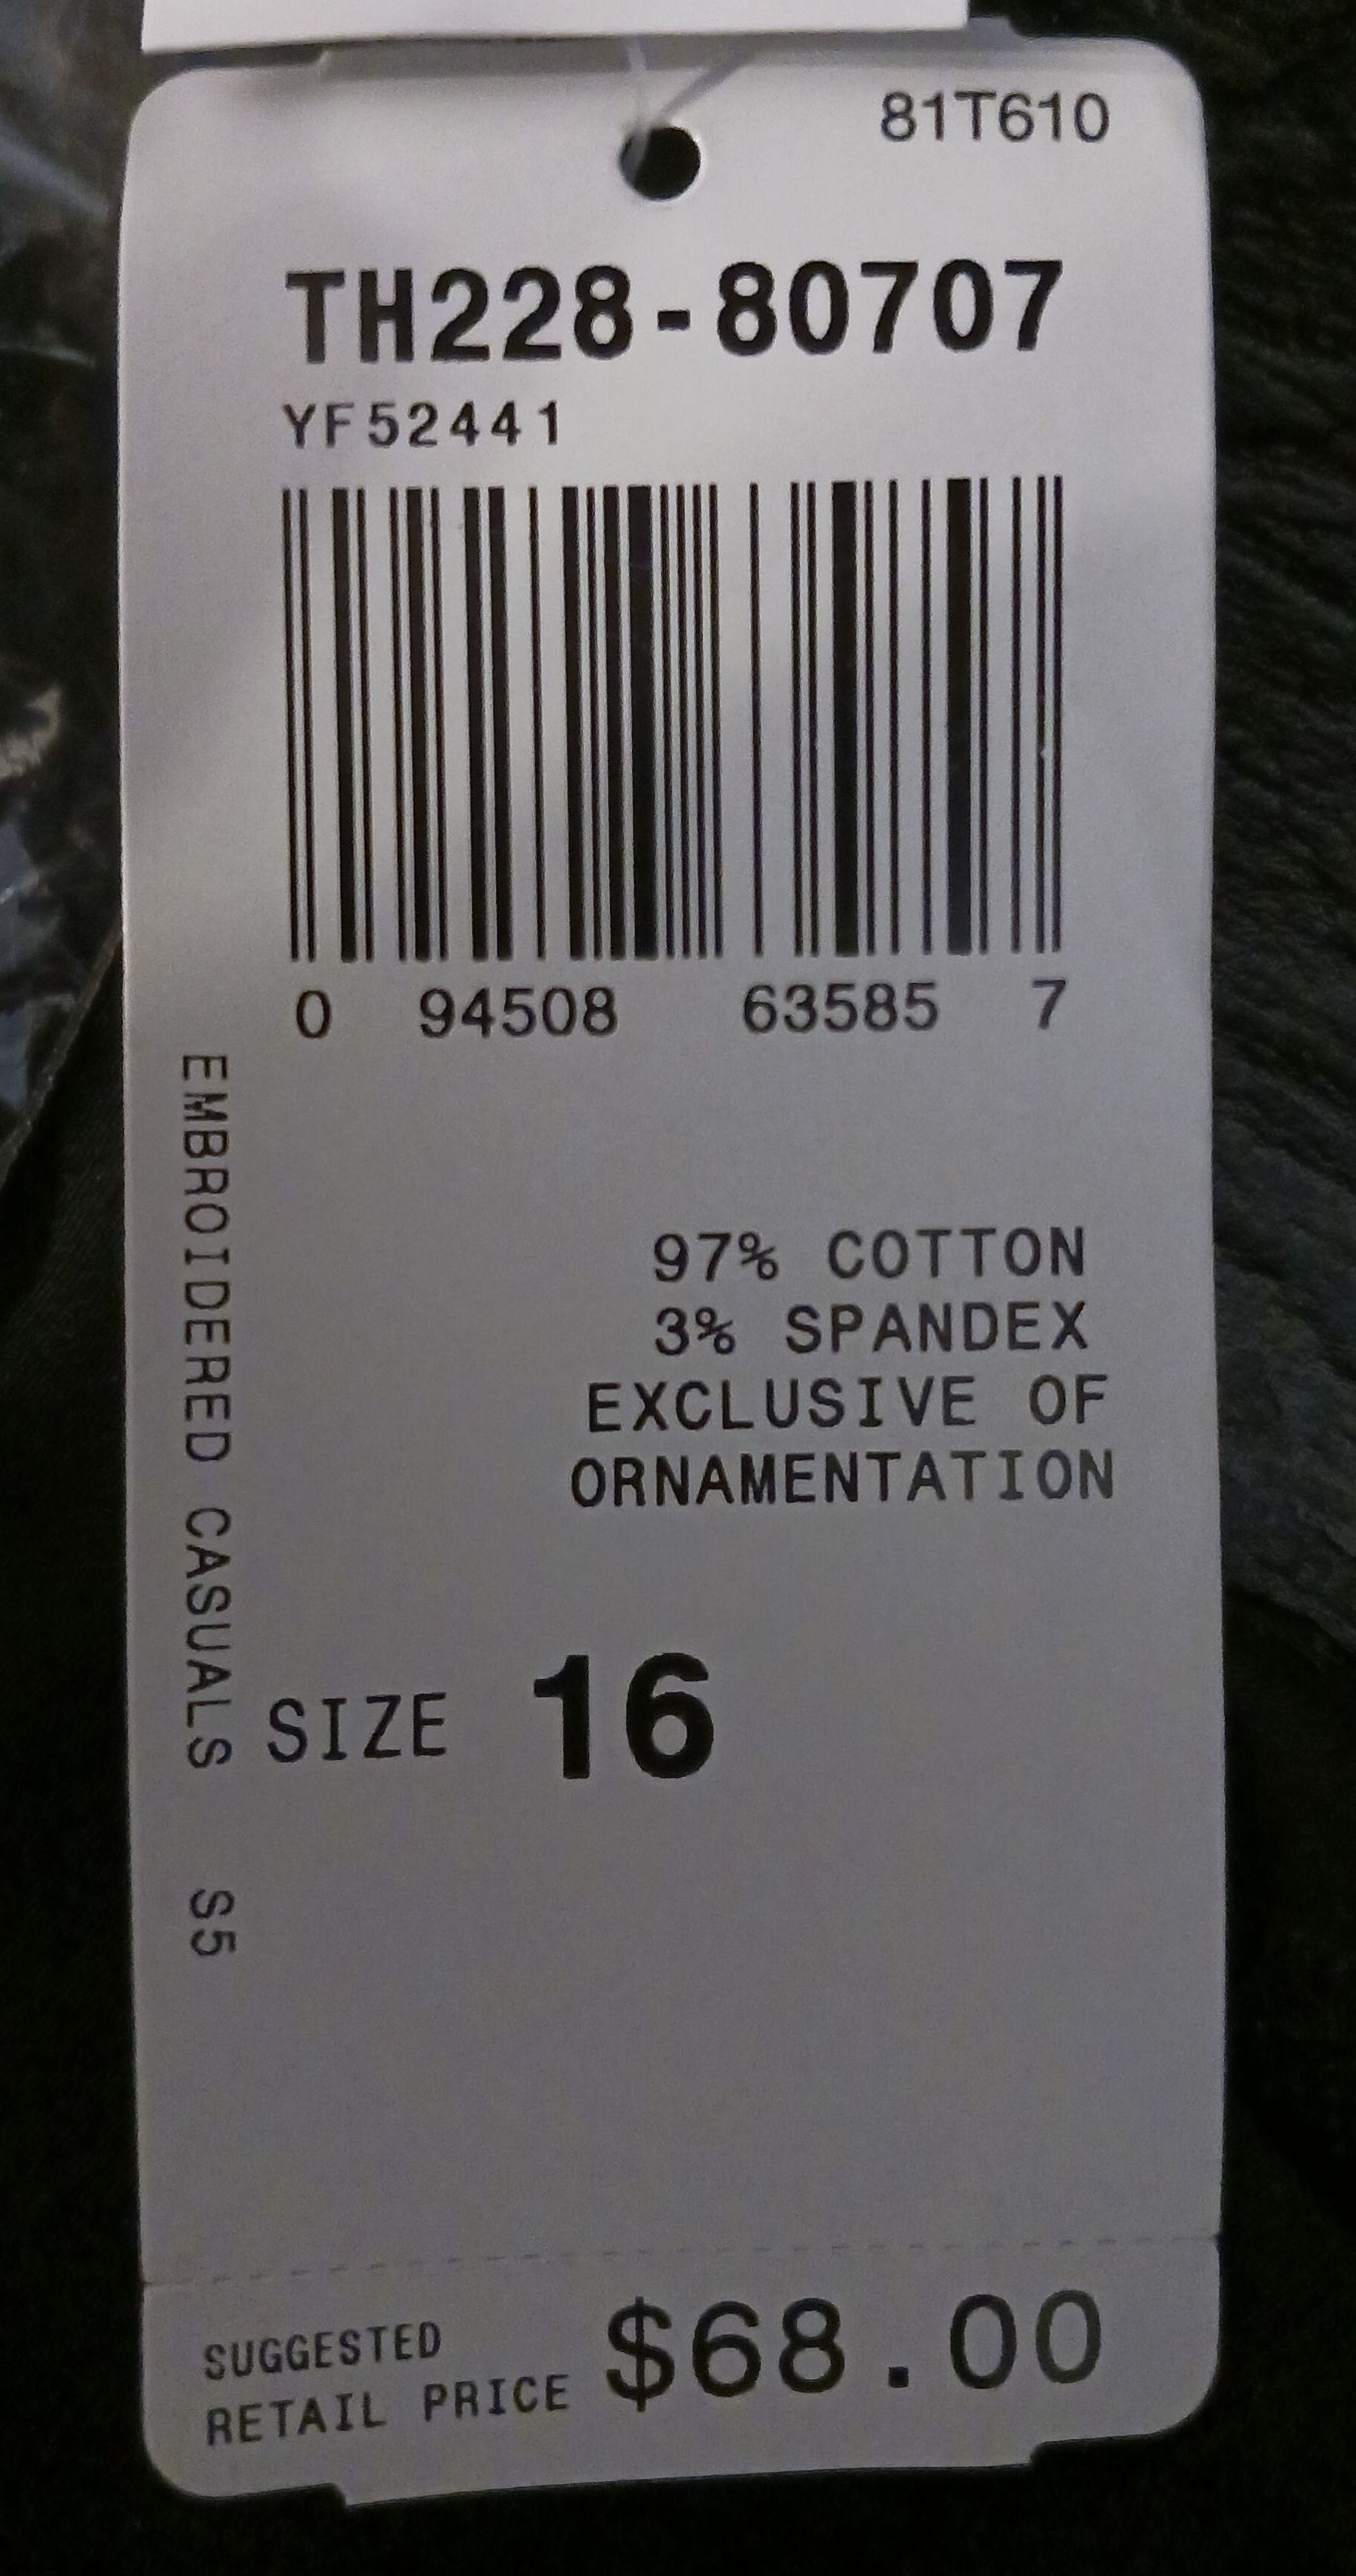 81T610
TH228-80707
YF52441
0 94508 63585 7
EMBROIDERED CASUALS S5
97% COTTON
3% SPANDEX
EXCLUSIVE OF
ORNAMENTATION
SIZE 16
SUGGESTED
RETAIL PRICE $68.00